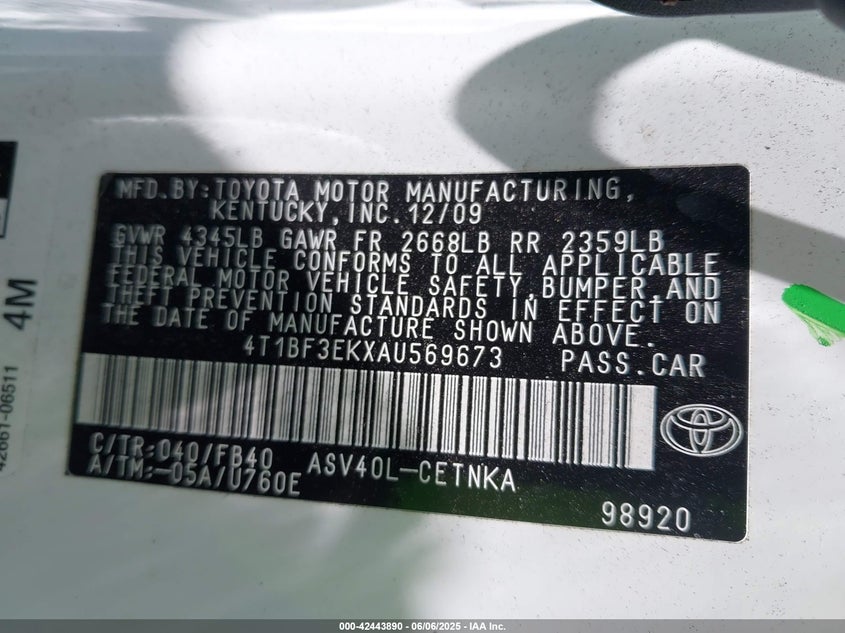 MFD. BY: TOYOTA MOTOR MANUFACTURING,
KENTUCKY, INC. 12/09
GVWR 4345LB GAWR FR 2668LB RR 2359LB
THIS VEHICLE CONFORMS TO ALL APPLICABLE
FEDERAL MOTOR VEHICLE SAFETY, BUMPER, AND
THEFT PREVENTION STANDARDS IN EFFECT ON
THE DATE OF MANUFACTURE SHOWN ABOVE.
4T1BF3EKXAU569673 PASS. CAR
C/TR: 040/FB40 ASV40L-CETNKA
A/TM: -05A/U760E
98920
42661-06511
4M
000-42443890 - 06/06/2025 - IAA Inc.